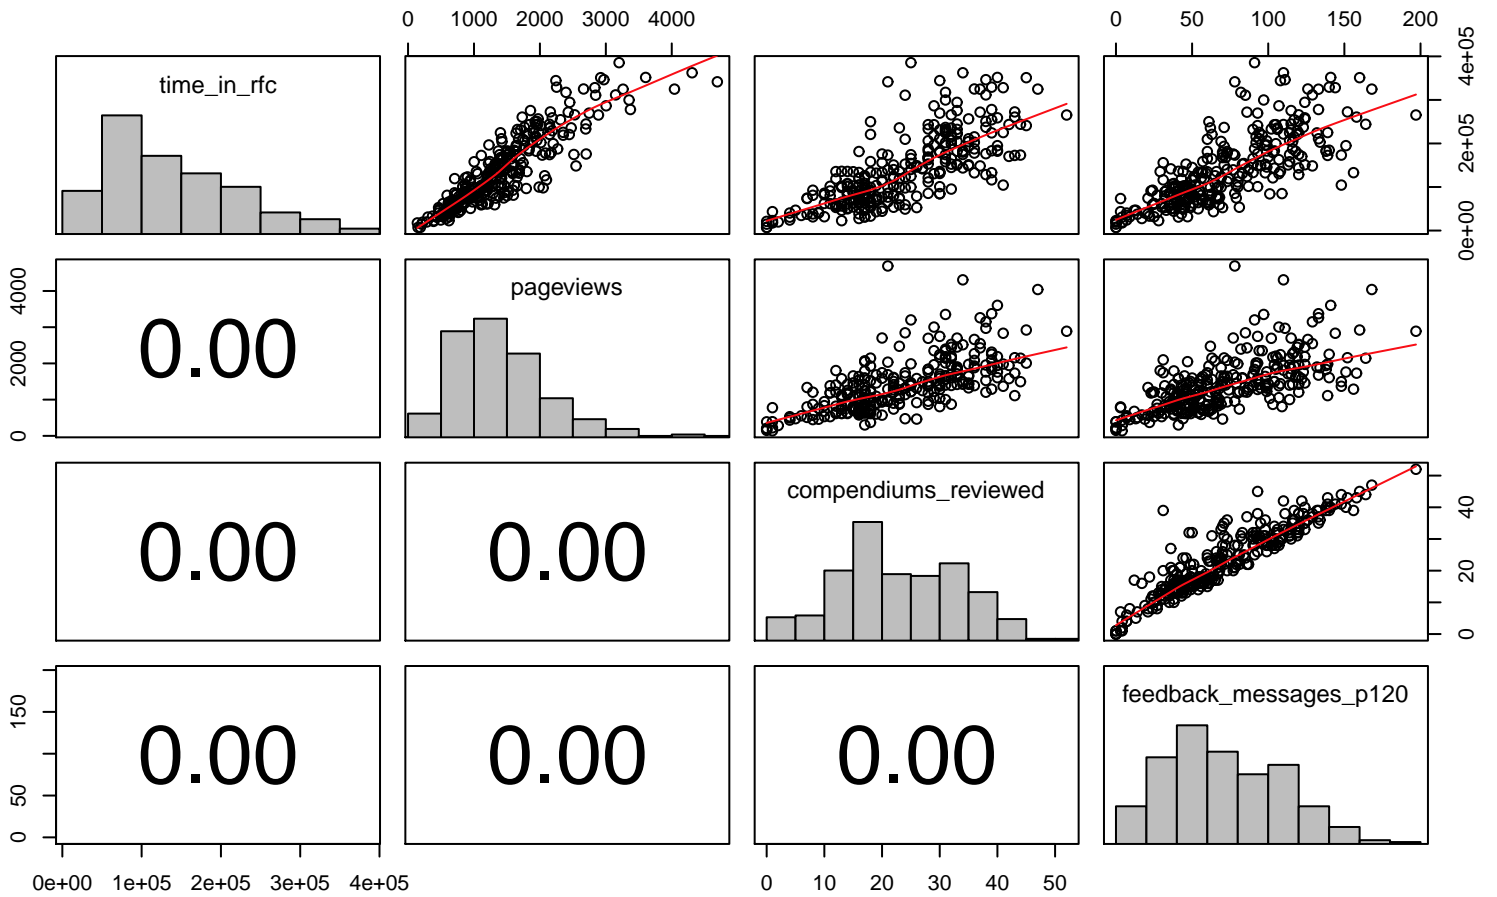 0 1000 2000 3000 4000
0 50 100 150 200
time_in_rfc
0e+00 2e+05 4e+05
0 2000 4000
0.00
pageviews
0.00
0.00
compendiums_reviewed
0 20 40
0 50 150
0.00
0.00
0.00
feedback_messages_p120
0e+00 1e+05 2e+05 3e+05 4e+05
0 10 20 30 40 50